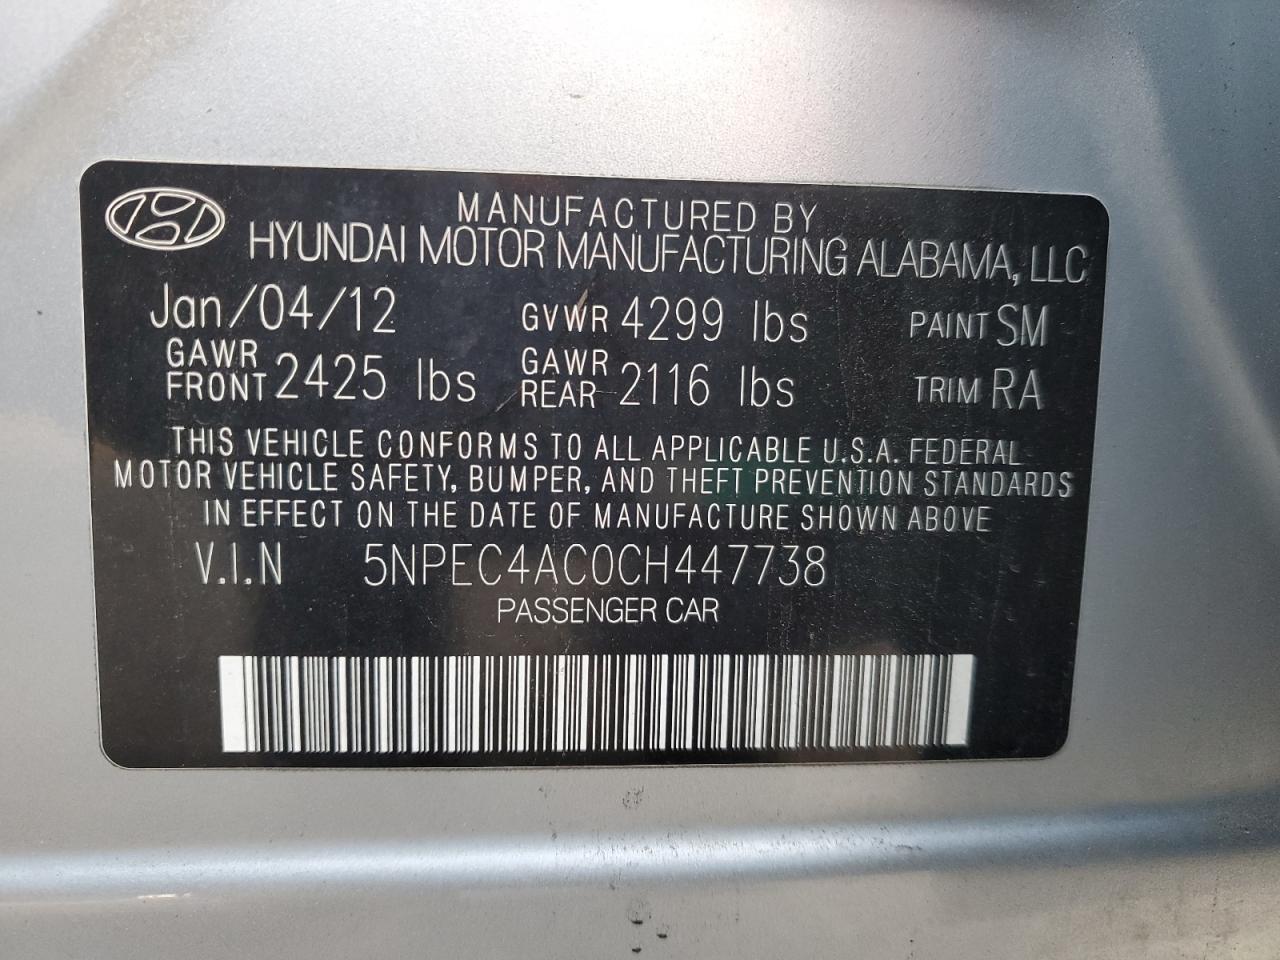 MANUFACTURED BY
HYUNDAI MOTOR MANUFACTURING ALABAMA, LLC
Jan/04/12 GVWR 4299 lbs PAINT SM
GAWR FRONT 2425 lbs GAWR REAR 2116 lbs TRIM RA
THIS VEHICLE CONFORMS TO ALL APPLICABLE U.S.A. FEDERAL
MOTOR VEHICLE SAFETY, BUMPER, AND THEFT PREVENTION STANDARDS
IN EFFECT ON THE DATE OF MANUFACTURE SHOWN ABOVE
V.I.N 5NPEC4AC0CH447738
PASSENGER CAR